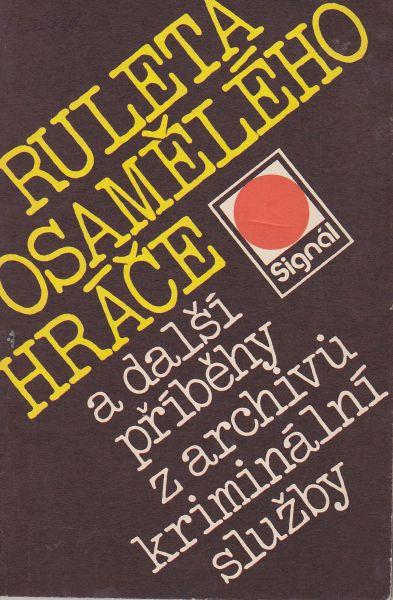 RULETA
OSAMĚLÉHO
HRÁČE
Signál
a další
příběhy
z archivů
kriminální
služby